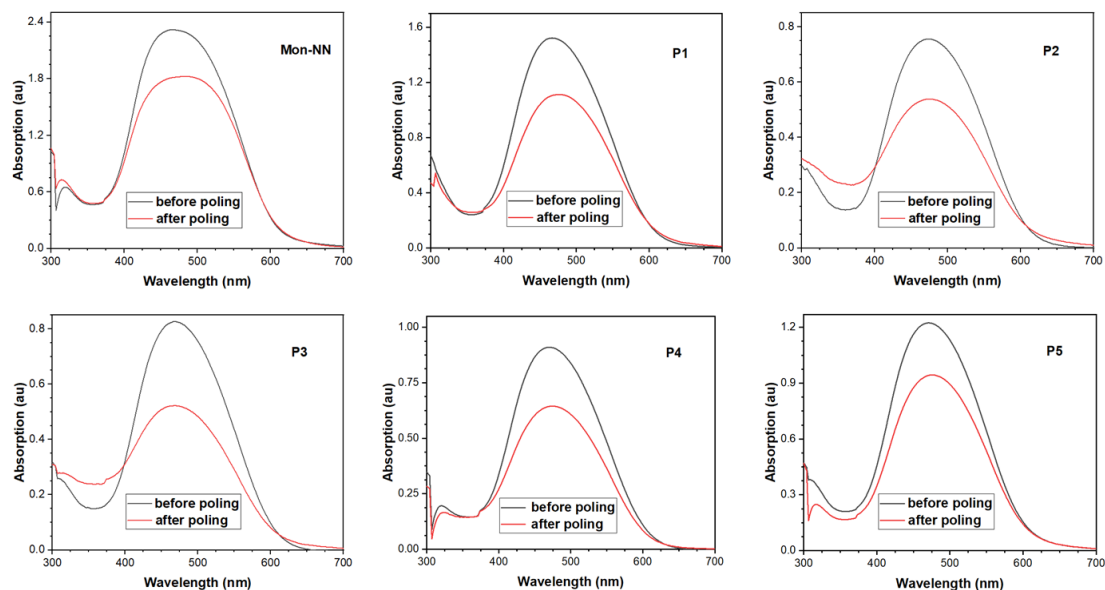 Mon-NN
Absorption (au)
2.4
1.8
1.2
0.6
0.0
before poling
after poling
300 400 500 600 700
Wavelength (nm)
P1
Absorption (au)
1.6
1.2
0.8
0.4
0.0
before poling
after poling
300 400 500 600 700
Wavelength (nm)
P2
Absorption (au)
0.8
0.6
0.4
0.2
0.0
before poling
after poling
300 400 500 600 700
Wavelength (nm)
P3
Absorption (au)
0.8
0.6
0.4
0.2
0.0
before poling
after poling
300 400 500 600 700
Wavelength (nm)
P4
Absorption (au)
1.00
0.75
0.50
0.25
0.00
before poling
after poling
300 400 500 600 700
Wavelength (nm)
P5
Absorption (au)
1.2
0.9
0.6
0.3
0.0
before poling
after poling
300 400 500 600 700
Wavelength (nm)